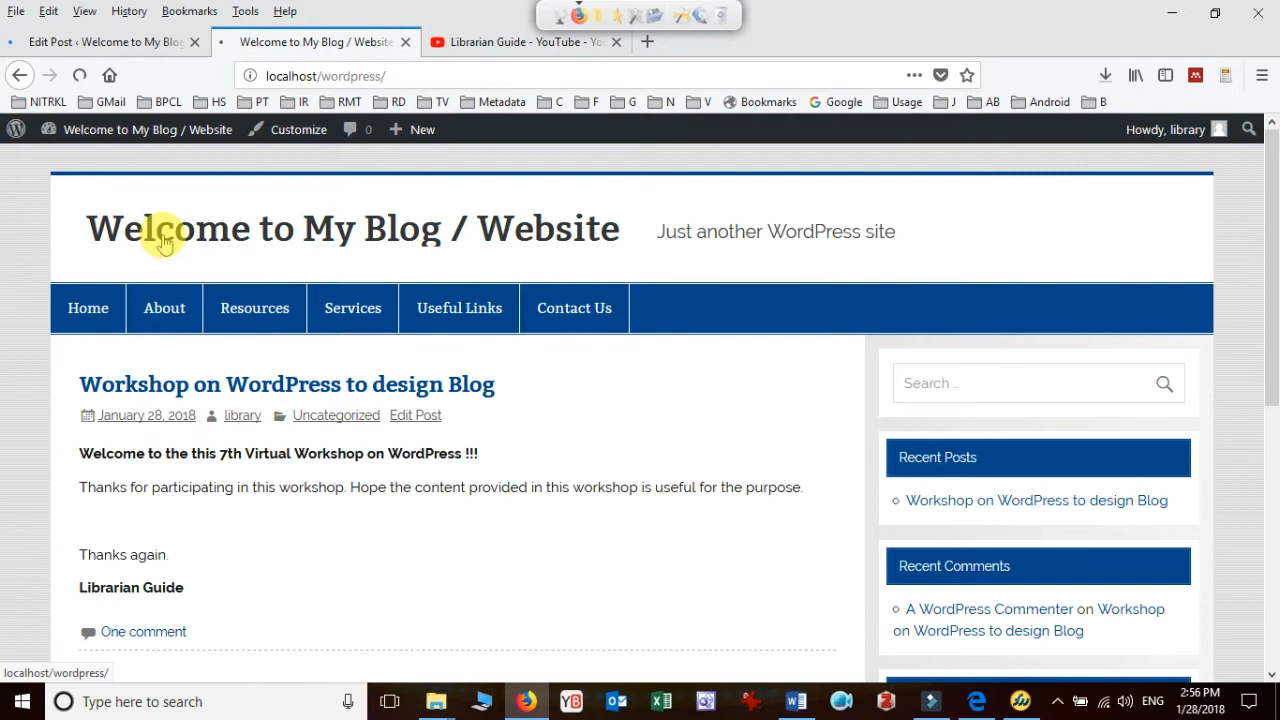 File Edit View History Bookmarks Tools Help
Edit Post ‹ Welcome to My Blog Welcome to My Blog / Website Librarian Guide - YouTube - Yo
localhost/wordpress/
NITRKL GMail BPCL HS PT IR RMT RD TV Metadata C F G N V Bookmarks Google Usage J AB Android B
Welcome to My Blog / Website Customize 0 New Howdy, library
Welcome to My Blog / Website Just another WordPress site
Home About Resources Services Useful Links Contact Us
Workshop on WordPress to design Blog
January 28, 2018 library Uncategorized Edit Post
Welcome to the this 7th Virtual Workshop on WordPress !!!
Thanks for participating in this workshop. Hope the content provided in this workshop is useful for the purpose.
Thanks again.
Librarian Guide
One comment
Search …
Recent Posts
Workshop on WordPress to design Blog
Recent Comments
A WordPress Commenter on Workshop
on WordPress to design Blog
localhost/wordpress/
Type here to search
ENG
2:56 PM
1/28/2018